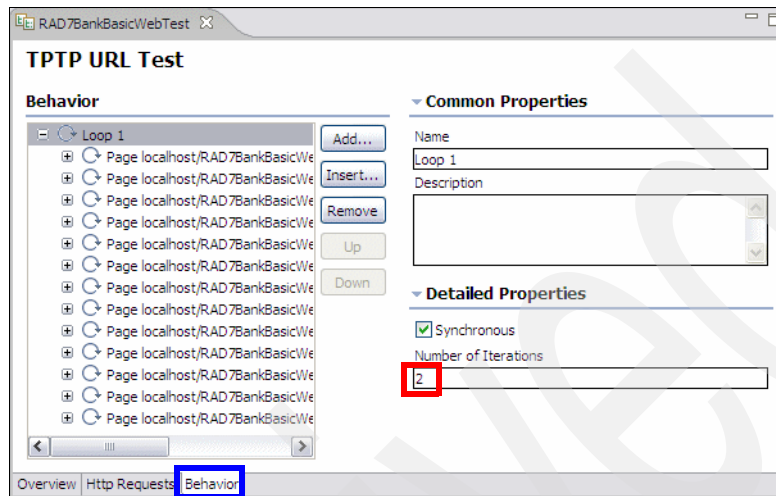 RAD7BankBasicWebTest
TPTP URL Test
Behavior
Loop 1
Page localhost/RAD7BankBasicWe
Page localhost/RAD7BankBasicWe
Page localhost/RAD7BankBasicWe
Page localhost/RAD7BankBasicWe
Page localhost/RAD7BankBasicWe
Page localhost/RAD7BankBasicWe
Page localhost/RAD7BankBasicWe
Page localhost/RAD7BankBasicWe
Page localhost/RAD7BankBasicWe
Page localhost/RAD7BankBasicWe
Page localhost/RAD7BankBasicWe
Page localhost/RAD7BankBasicWe
Page localhost/RAD7BankBasicWe
Add...
Insert...
Remove
Up
Down
Common Properties
Name
Loop 1
Description
Detailed Properties
Synchronous
Number of Iterations
2
Overview Http Requests Behavior